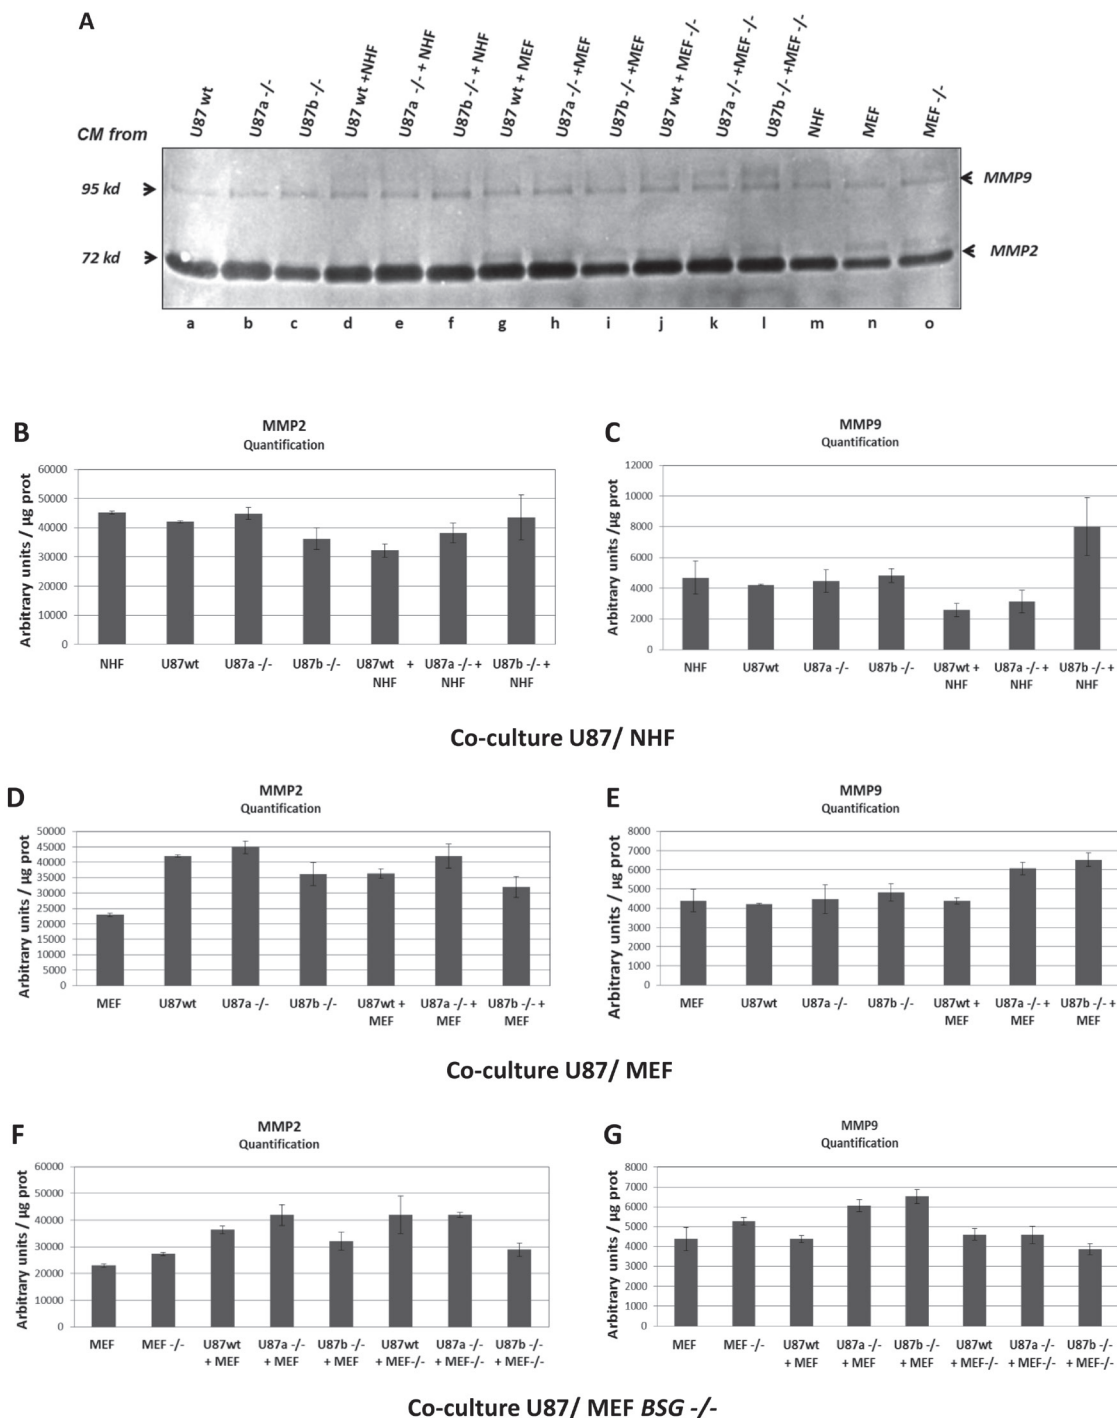 A
CM from
U87 wt
U87a -/-
U87b -/-
U87 wt +NHF
U87a -/- + NHF
U87b -/- + NHF
U87 wt + MEF
U87a -/- +MEF
U87b -/- +MEF
U87 wt + MEF -/-
U87a -/- +MEF -/-
U87b -/- +MEF -/-
NHF
MEF
MEF -/-
95 kd
MMP9
72 kd
MMP2
a b c d e f g h i j k l m n o
B
MMP2
Quantification
Arbitrary units / µg prot
60000
50000
40000
30000
20000
10000
0
NHF U87wt U87a -/- U87b -/- U87wt + U87a -/- + U87b -/- +
NHF NHF NHF
C
MMP9
Quantification
Arbitrary units /µg prot
12000
10000
8000
6000
4000
2000
0
NHF U87wt U87a -/- U87b -/- U87wt + U87a -/- + U87b -/- +
NHF NHF NHF
Co-culture U87/ NHF
D
MMP2
Quantification
Arbitrary units / µg prot
50000
45000
40000
35000
30000
25000
20000
15000
10000
5000
0
MEF U87wt U87a -/- U87b -/- U87wt + U87a -/- + U87b -/- +
MEF MEF MEF
E
MMP9
Quantification
Arbitrary units / µg prot
8000
7000
6000
5000
4000
3000
2000
1000
0
MEF U87wt U87a -/- U87b -/- U87wt + U87a -/- + U87b -/- +
MEF MEF MEF
Co-culture U87/ MEF
F
MMP2
Quantification
Arbitrary units / µg prot
60000
50000
40000
30000
20000
10000
0
MEF MEF -/- U87wt U87a -/- U87b -/- U87wt U87a -/- U87b -/-
+ MEF + MEF + MEF + MEF-/- + MEF-/- + MEF-/-
G
MMP9
Quantification
Arbitrary units / µg prot
8000
7000
6000
5000
4000
3000
2000
1000
0
MEF MEF -/- U87wt U87a -/- U87b -/- U87wt U87a -/- U87b -/-
+ MEF + MEF + MEF + MEF-/- + MEF-/- + MEF-/-
Co-culture U87/ MEF BSG -/-